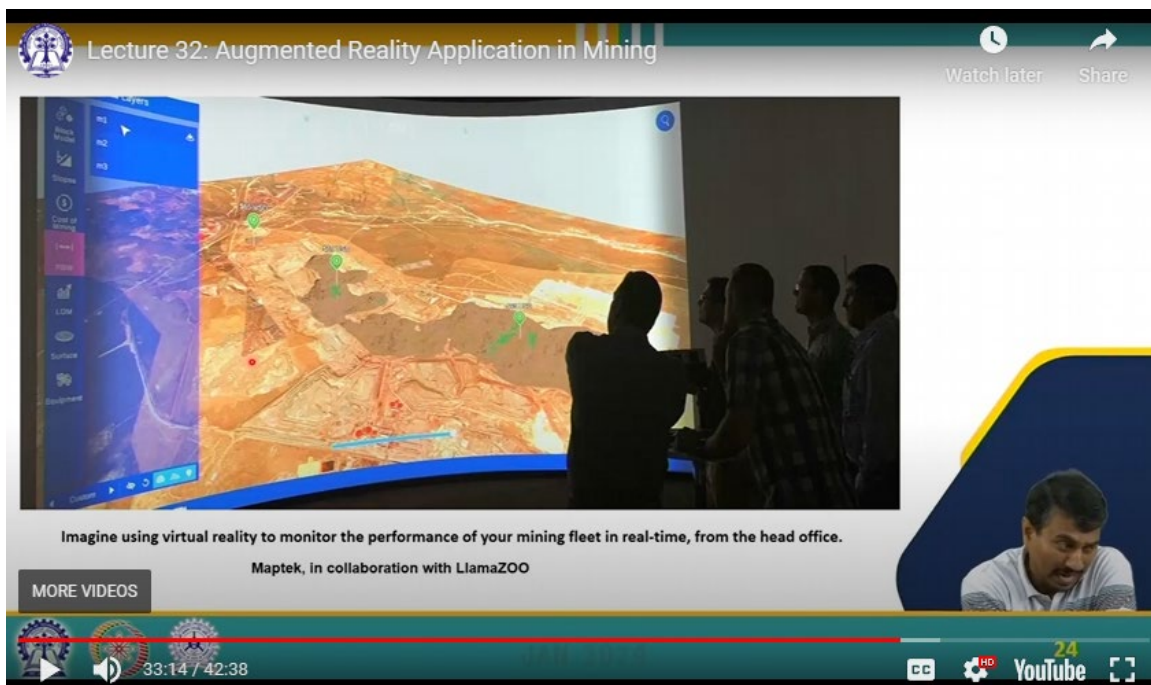 Lecture 32: Augmented Reality Application in Mining
Watch later
Share
Layers
m1
m2
m3
Block
Model
Slopes
$
Cost of
Mining
LOM
Surface
Equipment
Custom
Imagine using virtual reality to monitor the performance of your mining fleet in real-time, from the head office.
Maptek, in collaboration with LlamaZOO
MORE VIDEOS
24
33:14 / 42:38
CC
HD
YouTube